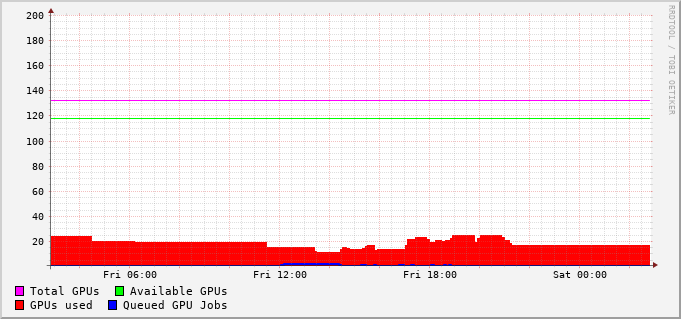 200
180
160
140
120
100
80
60
40
20
Fri 06:00 Fri 12:00 Fri 18:00 Sat 00:00
Total GPUs Available GPUs
GPUs used Queued GPU Jobs
RRDTOOL / TOBI OETIKER